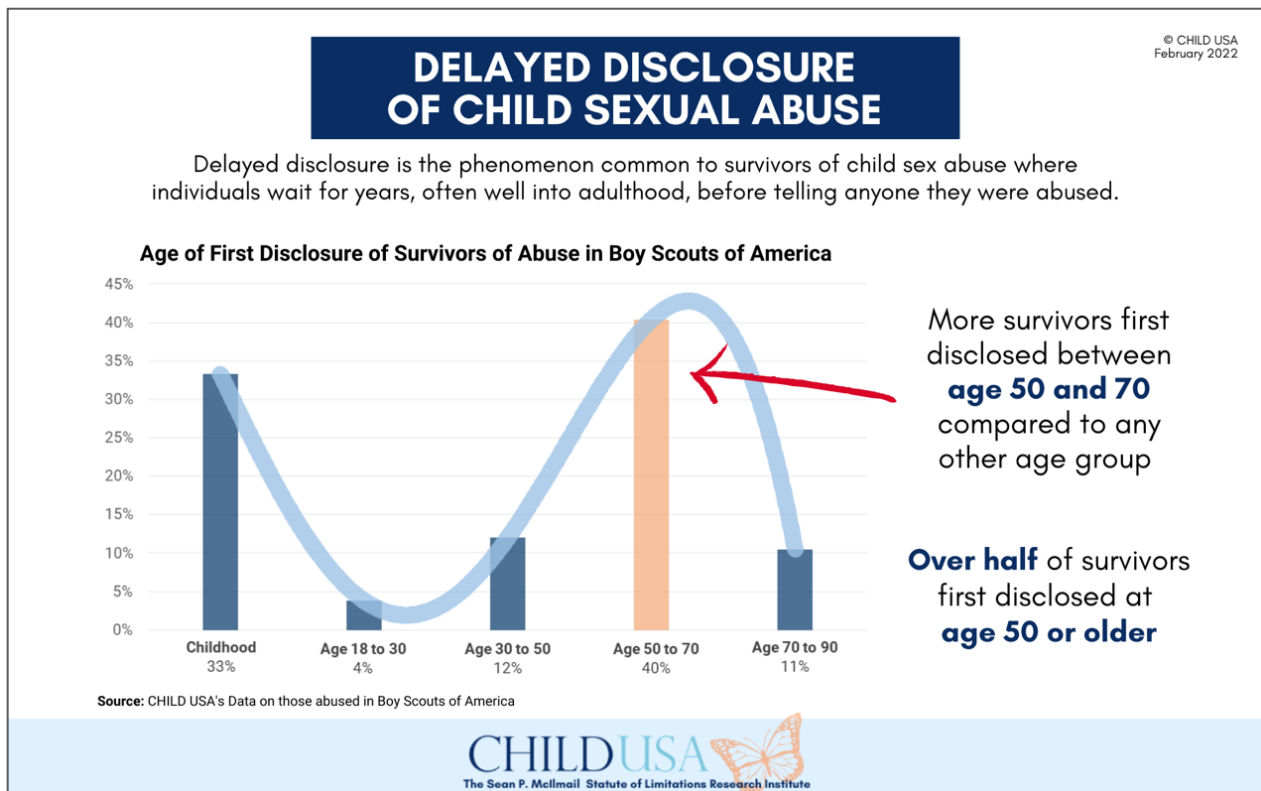 © CHILD USA
February 2022
DELAYED DISCLOSURE
OF CHILD SEXUAL ABUSE
Delayed disclosure is the phenomenon common to survivors of child sex abuse where
individuals wait for years, often well into adulthood, before telling anyone they were abused.
Age of First Disclosure of Survivors of Abuse in Boy Scouts of America
45%
40%
35%
30%
25%
20%
15%
10%
5%
0%
Childhood
33%
Age 18 to 30
4%
Age 30 to 50
12%
Age 50 to 70
40%
Age 70 to 90
11%
More survivors first
disclosed between
age 50 and 70
compared to any
other age group
Over half of survivors
first disclosed at
age 50 or older
Source: CHILD USA's Data on those abused in Boy Scouts of America
CHILD USA
The Sean P. McIlmail Statute of Limitations Research Institute